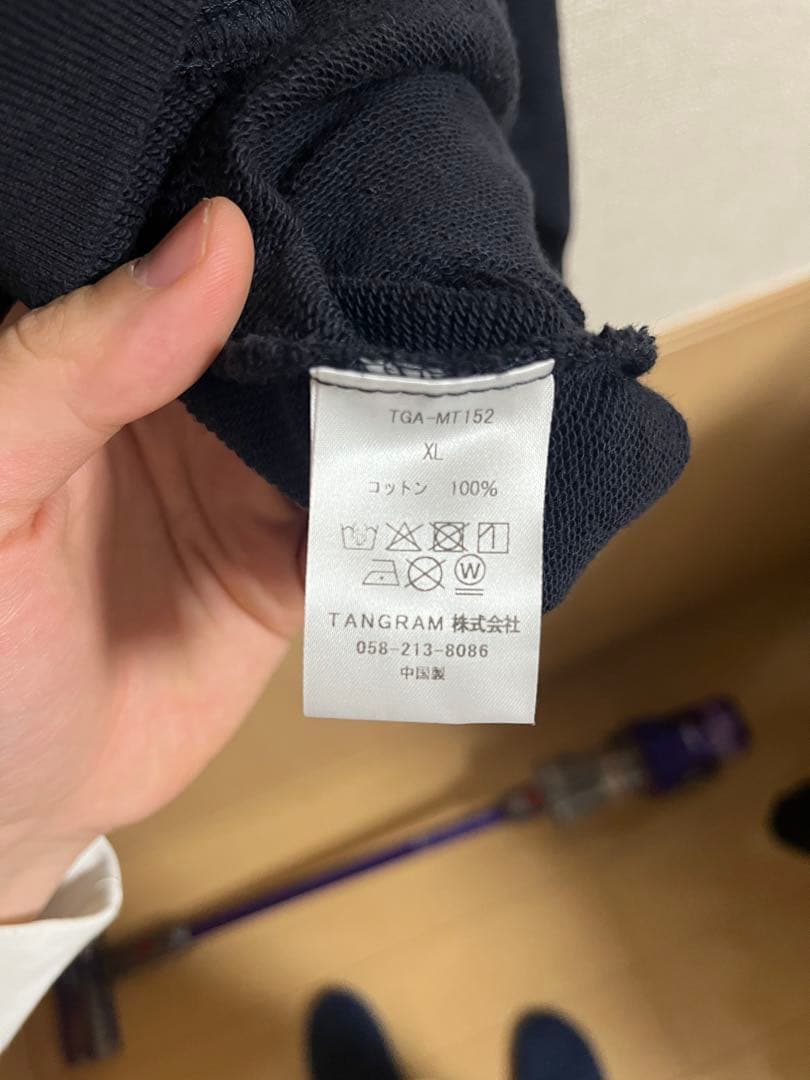 TGA-MT152
XL
コットン 100%
W
TANGRAM 株式会社
058-213-8086
中国製